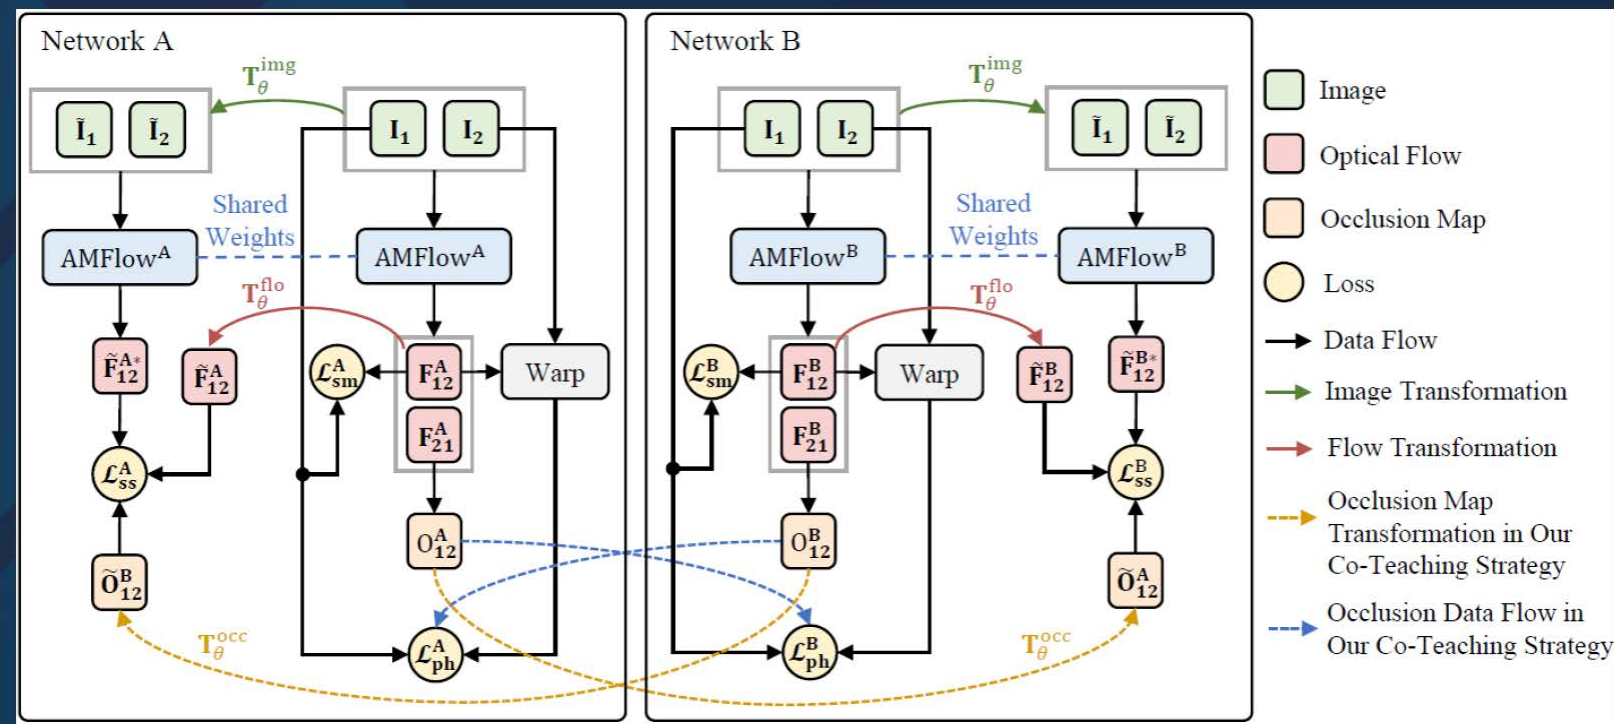 Network A
T_θ^img
Ĩ₁ Ĩ₂
I₁ I₂
Shared
Weights
AMFlow^A
AMFlow^A
T_θ^flo
F̃₁₂^A*
F̃₁₂^A
ℒ_sm^A
F₁₂^A
Warp
F₂₁^A
ℒ_ss^A
O₁₂^A
Õ₁₂^B
T_θ^occ
ℒ_ph^A
Network B
T_θ^img
I₁ I₂
Ĩ₁ Ĩ₂
Shared
Weights
AMFlow^B
AMFlow^B
T_θ^flo
ℒ_sm^B
F₁₂^B
Warp
F̃₁₂^B
F̃₁₂^B*
F₂₁^B
ℒ_ss^B
O₁₂^B
Õ₁₂^A
T_θ^occ
ℒ_ph^B
Image
Optical Flow
Occlusion Map
Loss
Data Flow
Image Transformation
Flow Transformation
Occlusion Map
Transformation in Our
Co-Teaching Strategy
Occlusion Data Flow in
Our Co-Teaching Strategy